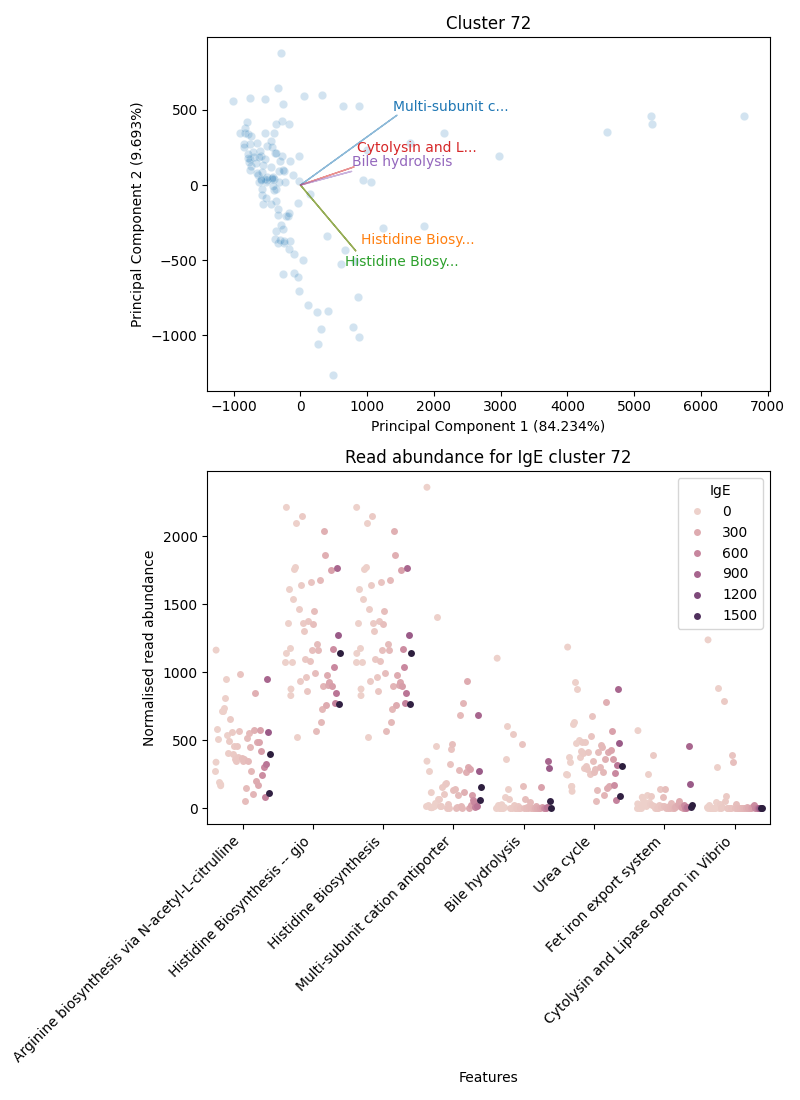 Cluster 72
Principal Component 2 (9.693%)
500
0
−500
−1000
Multi-subunit c...
Cytolysin and L...
Bile hydrolysis
Histidine Biosy...
Histidine Biosy...
−1000
0
1000
2000
3000
4000
5000
6000
7000
Principal Component 1 (84.234%)
Read abundance for IgE cluster 72
Normalised read abundance
2000
1500
1000
500
0
IgE
0
300
600
900
1200
1500
Arginine biosynthesis via N-acetyl-L-citrulline
Histidine Biosynthesis -- gjo
Histidine Biosynthesis
Multi-subunit cation antiporter
Bile hydrolysis
Urea cycle
Fet iron export system
Cytolysin and Lipase operon in Vibrio
Features